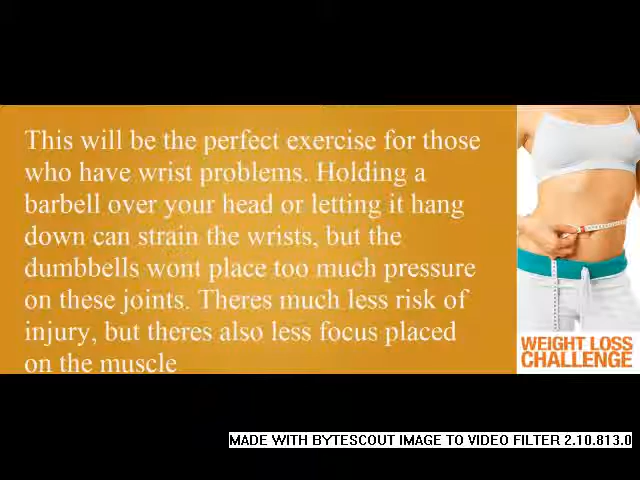 This will be the perfect exercise for those
who have wrist problems. Holding a
barbell over your head or letting it hang
down can strain the wrists, but the
dumbbells wont place too much pressure
on these joints. Theres much less risk of
injury, but theres also less focus placed
on the muscle
WEIGHT LOSS
CHALLENGE
MADE WITH BYTESCOUT IMAGE TO VIDEO FILTER 2.10.813.0